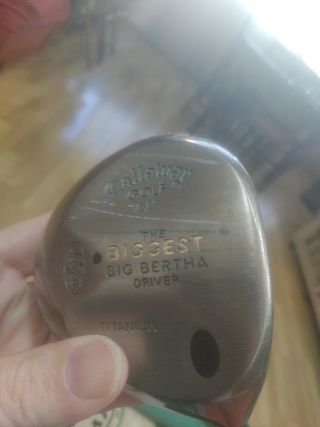 Callaway
GOLF
THE
BIGGEST
BIG BERTHA
DRIVER
TITANIUM